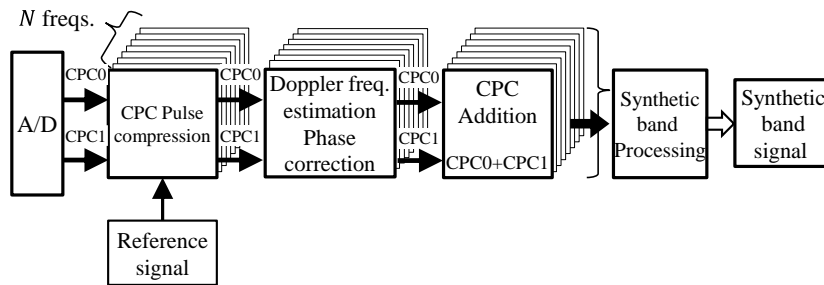 N freqs.
A/D
CPC0
CPC1
CPC Pulse
compression
Reference
signal
CPC0
CPC1
Doppler freq.
estimation
Phase
correction
CPC0
CPC1
CPC
Addition
CPC0+CPC1
Synthetic
band
Processing
Synthetic
band
signal